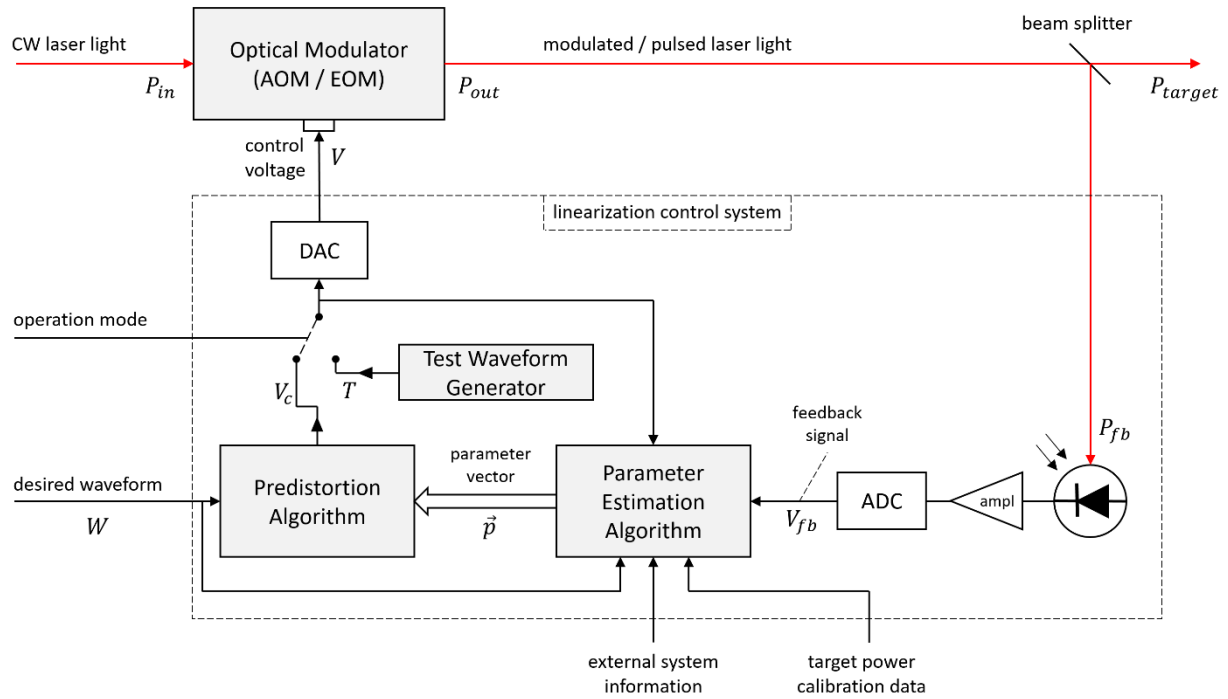 CW laser light
P_in
Optical Modulator
(AOM / EOM)
modulated / pulsed laser light
P_out
beam splitter
P_target
control
voltage
V
linearization control system
DAC
operation mode
V_c
T
Test Waveform
Generator
feedback
signal
P_fb
desired waveform
W
Predistortion
Algorithm
parameter
vector
p⃗
Parameter
Estimation
Algorithm
V_fb
ADC
ampl
external system
information
target power
calibration data